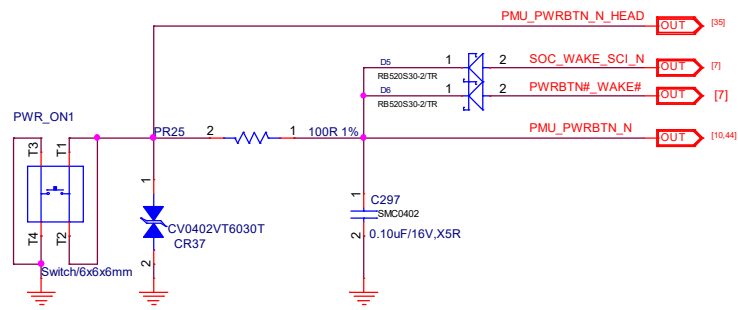 PMU_PWRBTN_N_HEAD
OUT [35]
D5 1 2 SOC_WAKE_SCI_N
OUT [7]
RB520S30-2/TR
D6 1 2 PWRBTN#_WAKE#
OUT [7]
RB520S30-2/TR
PWR_ON1
PR25 2 1 100R 1%
PMU_PWRBTN_N
OUT [10,44]
T3 T1
1
CV0402VT6030T
CR37
2
1
C297
SMC0402
2
0.10uF/16V,X5R
T4 T2
Switch/6x6x6mm